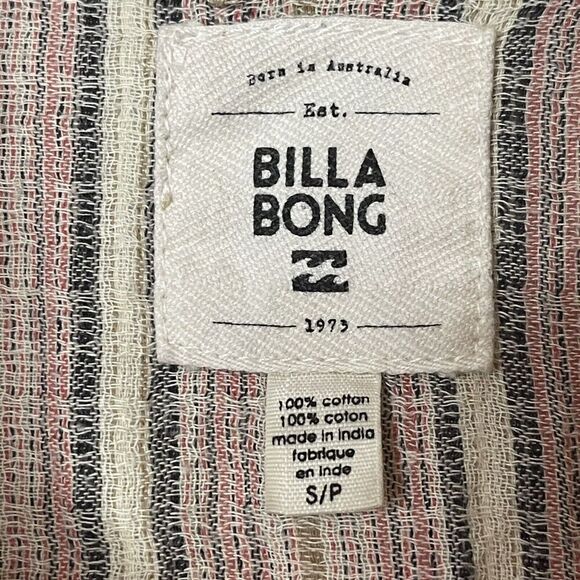 Born in Australia
Est.
BILLA
BONG
1973
100% cotton
100% coton
made in india
fabrique
en inde
S/P